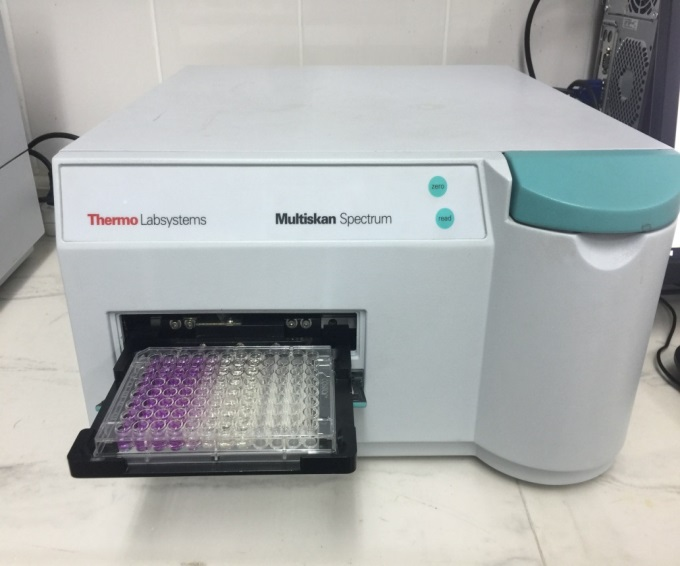 Thermo Labsystems
Multiskan Spectrum
zero
read